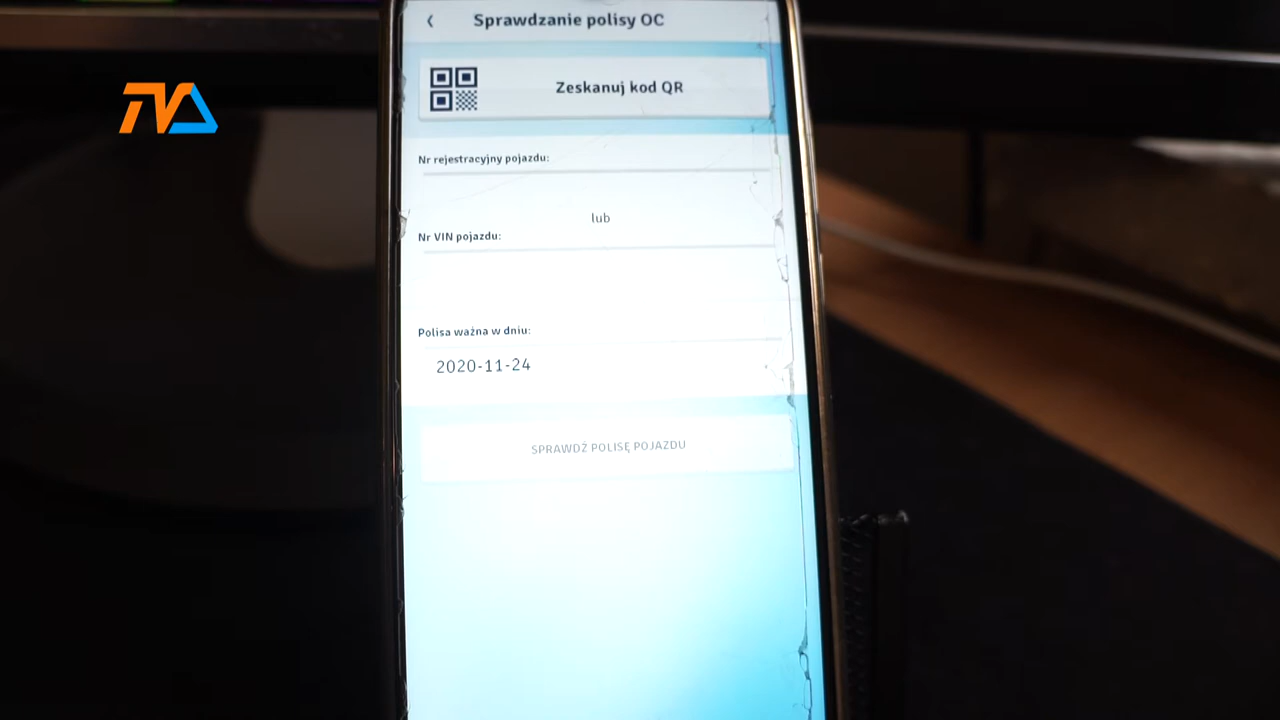 Sprawdzanie polisy OC
TVA
Zeskanuj kod QR
Nr rejestracyjny pojazdu:
lub
Nr VIN pojazdu:
Polisa ważna w dniu:
2020-11-24
SPRAWDŹ POLISĘ POJAZDU